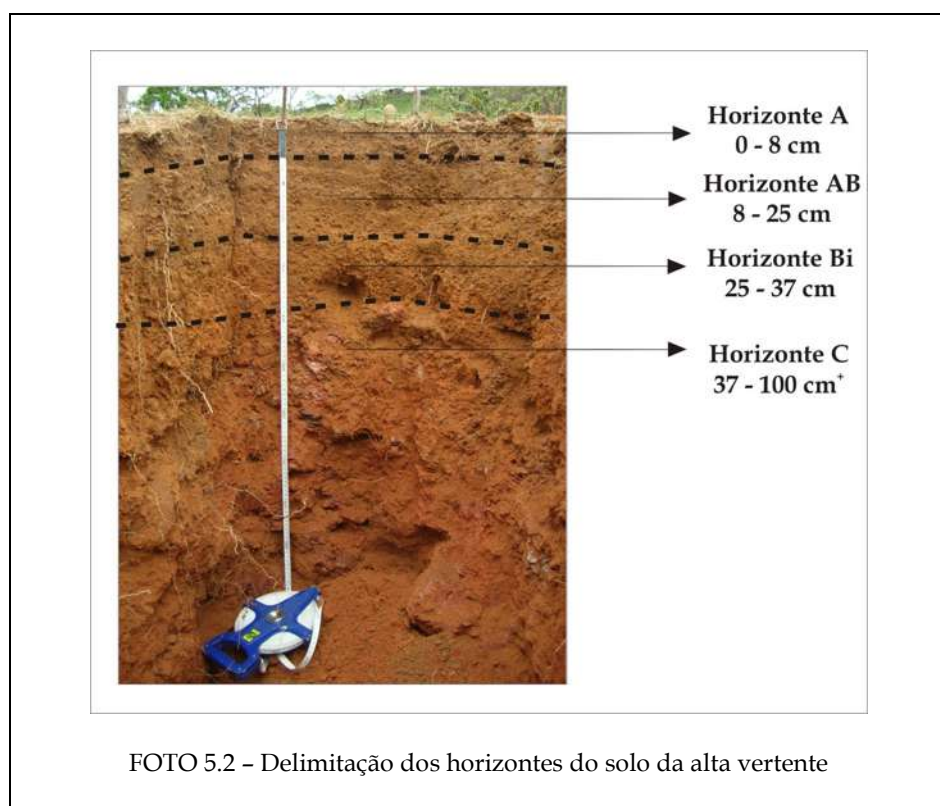 Horizonte A
0 - 8 cm
Horizonte AB
8 - 25 cm
Horizonte Bi
25 - 37 cm
Horizonte C
37 - 100 cm⁺
FOTO 5.2 – Delimitação dos horizontes do solo da alta vertente